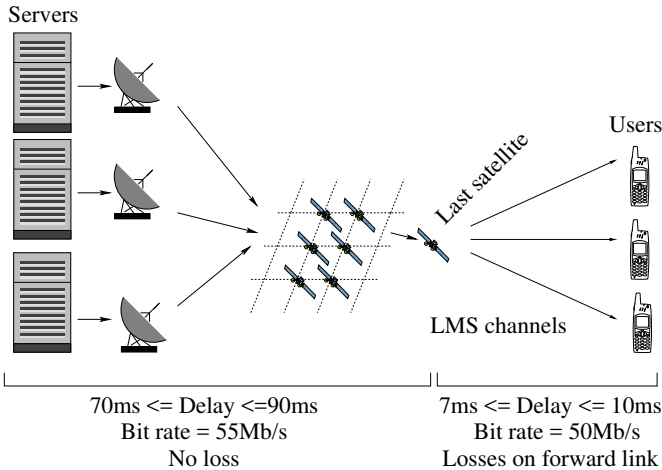 Servers
Users
Last satellite
LMS channels
70ms <= Delay <=90ms
Bit rate = 55Mb/s
No loss
7ms <= Delay <= 10ms
Bit rate = 50Mb/s
Losses on forward link